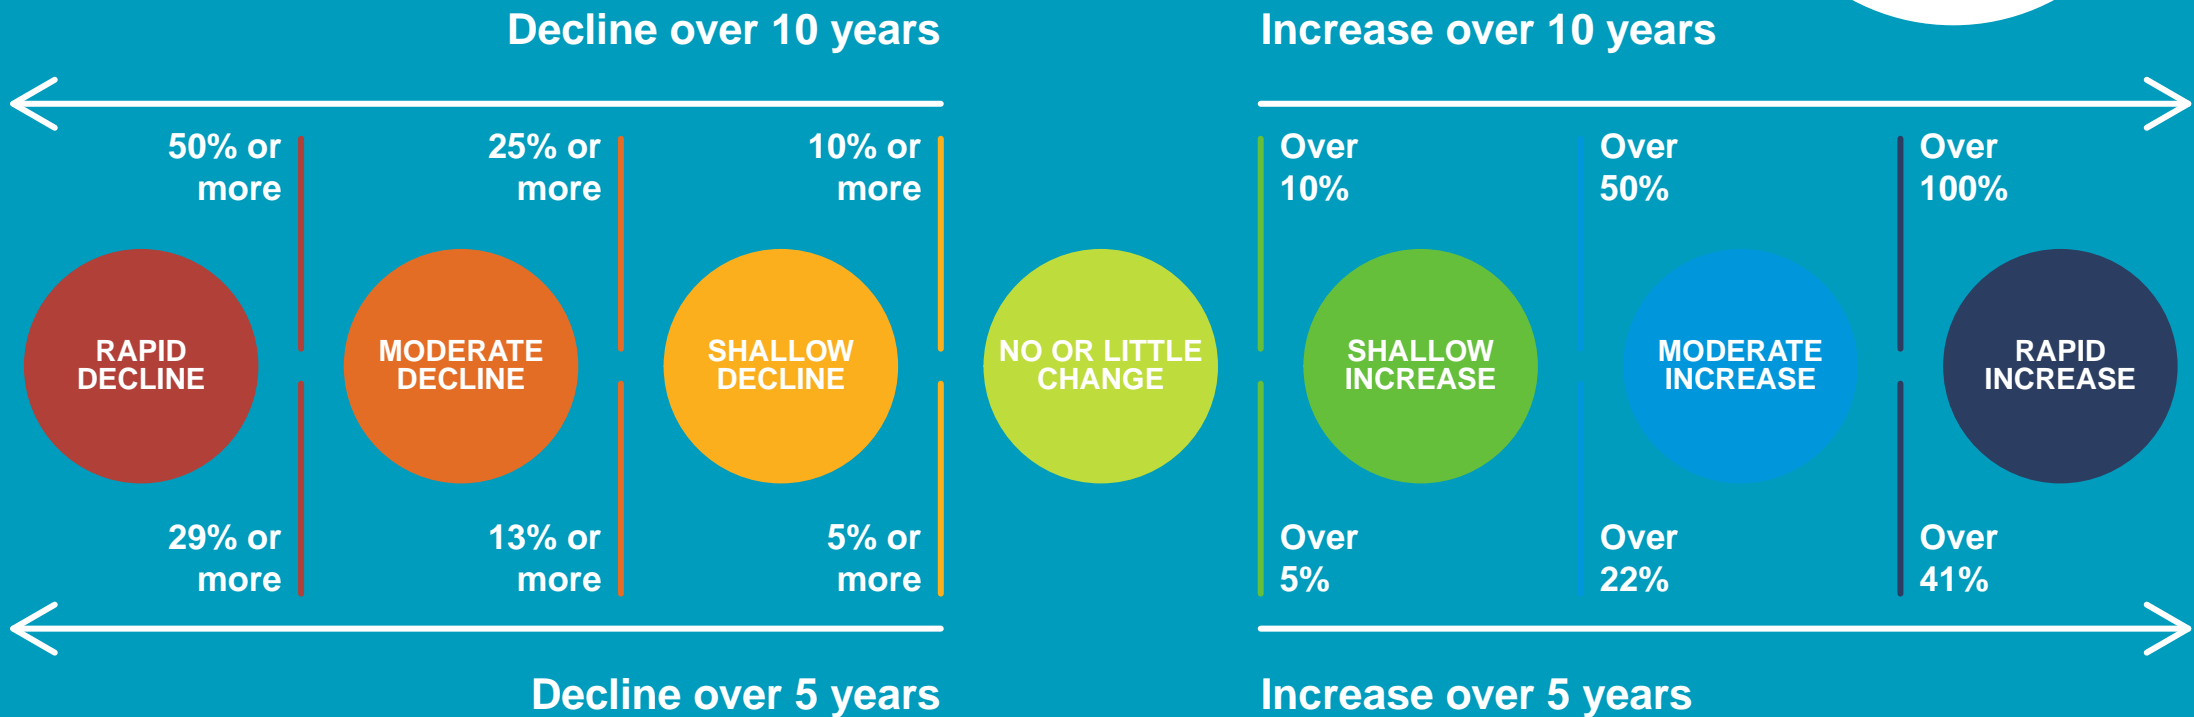 Decline over 10 years
Increase over 10 years
50% or
more
25% or
more
10% or
more
Over
10%
Over
50%
Over
100%
RAPID
DECLINE
MODERATE
DECLINE
SHALLOW
DECLINE
NO OR LITTLE
CHANGE
SHALLOW
INCREASE
MODERATE
INCREASE
RAPID
INCREASE
29% or
more
13% or
more
5% or
more
Over
5%
Over
22%
Over
41%
Decline over 5 years
Increase over 5 years